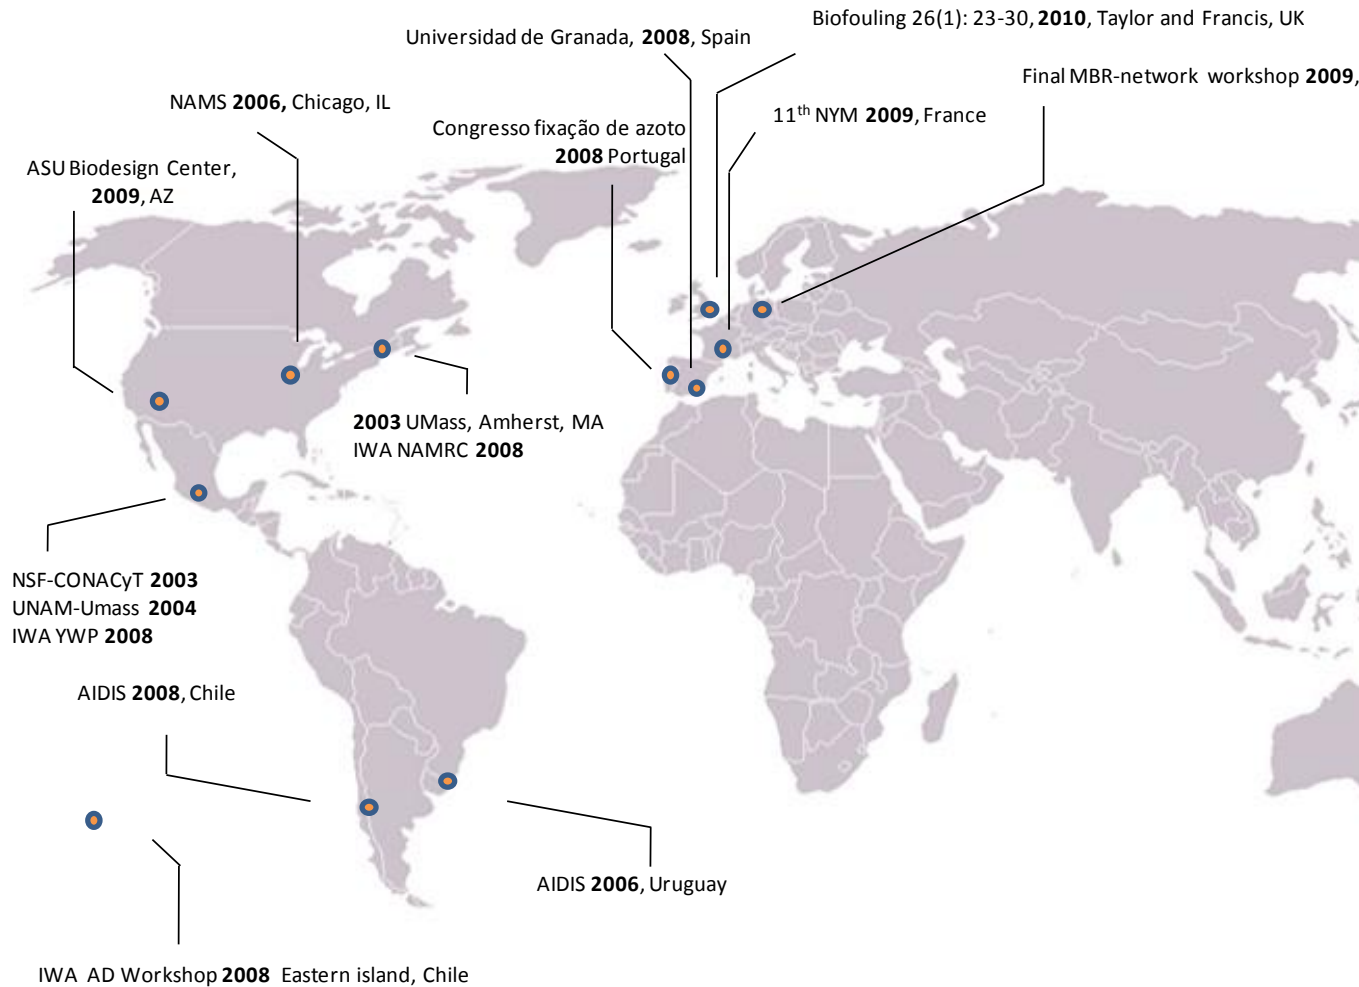 Biofouling 26(1): 23-30, 2010, Taylor and Francis, UK
Universidad de Granada, 2008, Spain
Final MBR-network workshop 2009,
NAMS 2006, Chicago, IL
11th NYM 2009, France
Congresso fixação de azoto
2008 Portugal
ASU Biodesign Center,
2009, AZ
2003 UMass, Amherst, MA
IWA NAMRC 2008
NSF-CONACyT 2003
UNAM-Umass 2004
IWA YWP 2008
AIDIS 2008, Chile
AIDIS 2006, Uruguay
IWA AD Workshop 2008 Eastern island, Chile